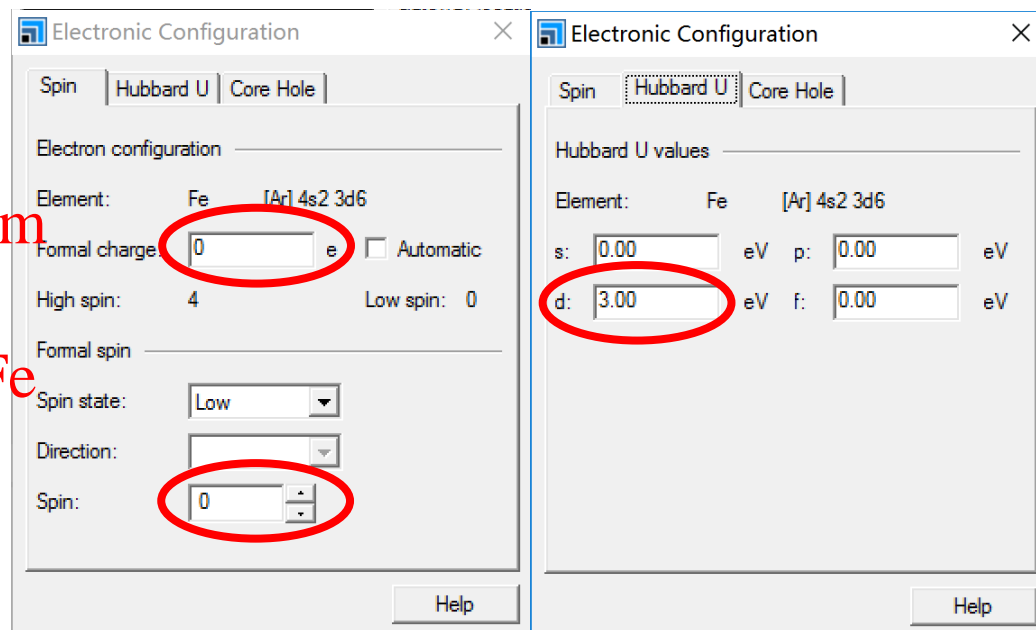 Electronic Configuration
Spin Hubbard U Core Hole
Electron configuration
Element: Fe [Ar] 4s2 3d6
m
Formal charge: 0 e Automatic
High spin: 4 Low spin: 0
Formal spin
Fe
Spin state: Low
Direction:
Spin: 0
Help
Electronic Configuration
Spin Hubbard U Core Hole
Hubbard U values
Element: Fe [Ar] 4s2 3d6
s: 0.00 eV p: 0.00 eV
d: 3.00 eV f: 0.00 eV
Help